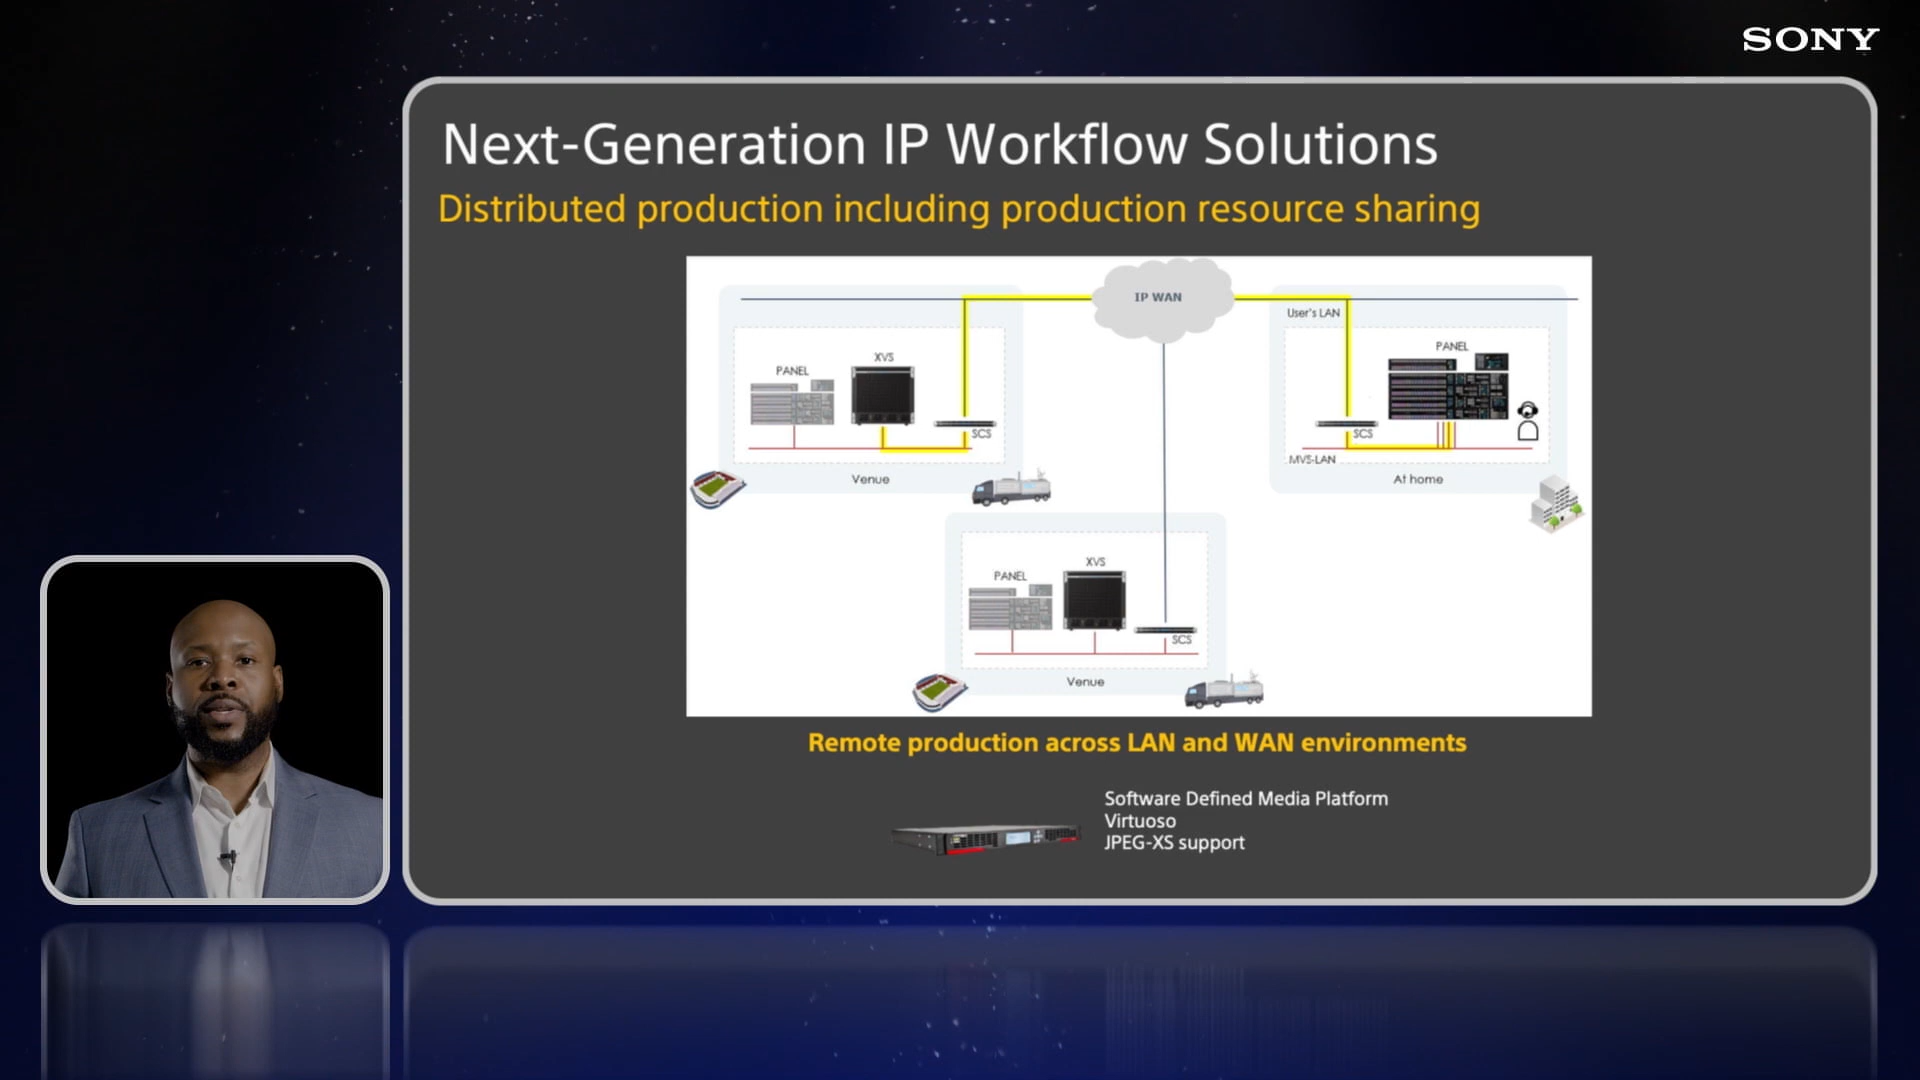 SONY
Next-Generation IP Workflow Solutions
Distributed production including production resource sharing
IP WAN
User's LAN
PANEL
XVS
SCS
Venue
PANEL
SCS
MVS-LAN
At home
PANEL
XVS
SCS
Venue
Remote production across LAN and WAN environments
Software Defined Media Platform
Virtuoso
JPEG-XS support